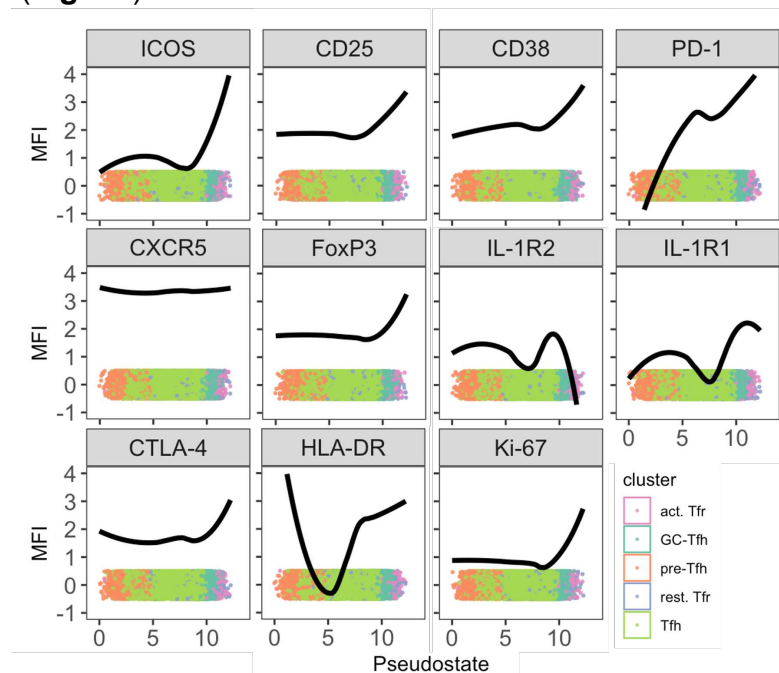 ICOS CD25 CD38 PD-1
4
3
2
1
0
-1
MFI
CXCR5 FoxP3 IL-1R2 IL-1R1
4
3
2
1
0
-1
MFI
0 5 10
CTLA-4 HLA-DR Ki-67
4
3
2
1
0
-1
MFI
0 5 10 0 5 10 0 5 10
Pseudostate
cluster
act. Tfr
GC-Tfh
pre-Tfh
rest. Tfr
Tfh